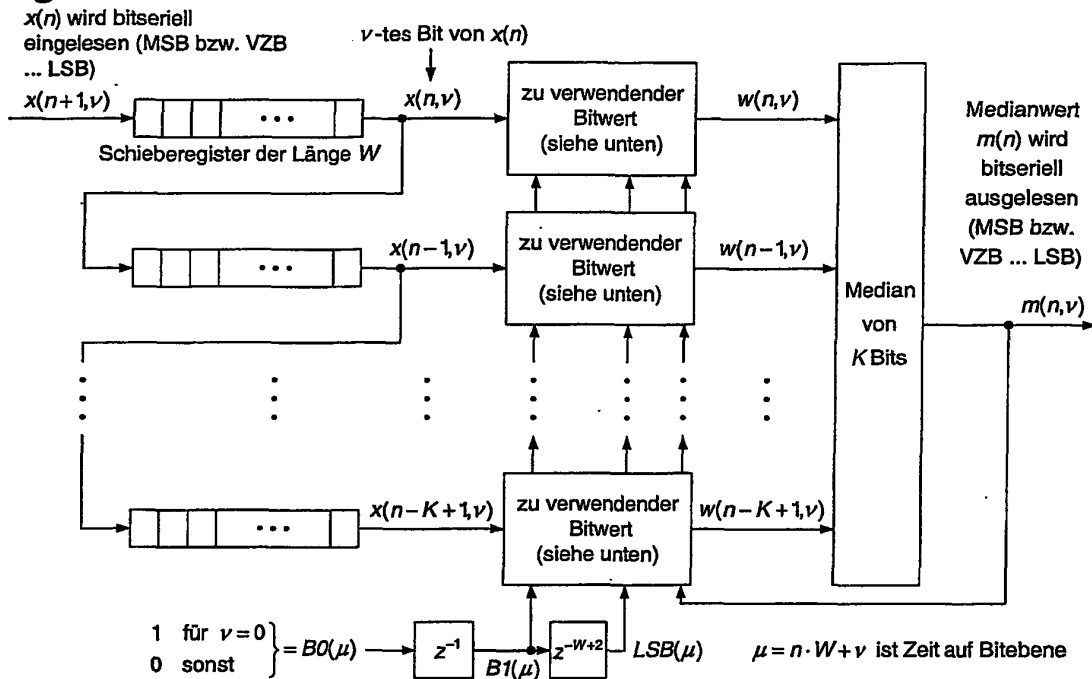 x(n) wird bitseriell
eingelesen (MSB bzw. VZB
... LSB)
ν-tes Bit von x(n)
x(n+1,ν)
x(n,ν)
zu verwendender
Bitwert
(siehe unten)
w(n,ν)
Schieberegister der Länge W
Medianwert
m(n) wird
bitseriell
ausgelesen
(MSB bzw.
VZB ... LSB)
x(n−1,ν)
zu verwendender
Bitwert
(siehe unten)
w(n−1,ν)
Median
von
K Bits
m(n,ν)
x(n−K+1,ν)
zu verwendender
Bitwert
(siehe unten)
w(n−K+1,ν)
1 für ν=0
0 sonst
} = B0(μ)
z⁻¹
B1(μ)
z⁻ᵂ⁺²
LSB(μ)
μ = n·W+ν ist Zeit auf Bitebene